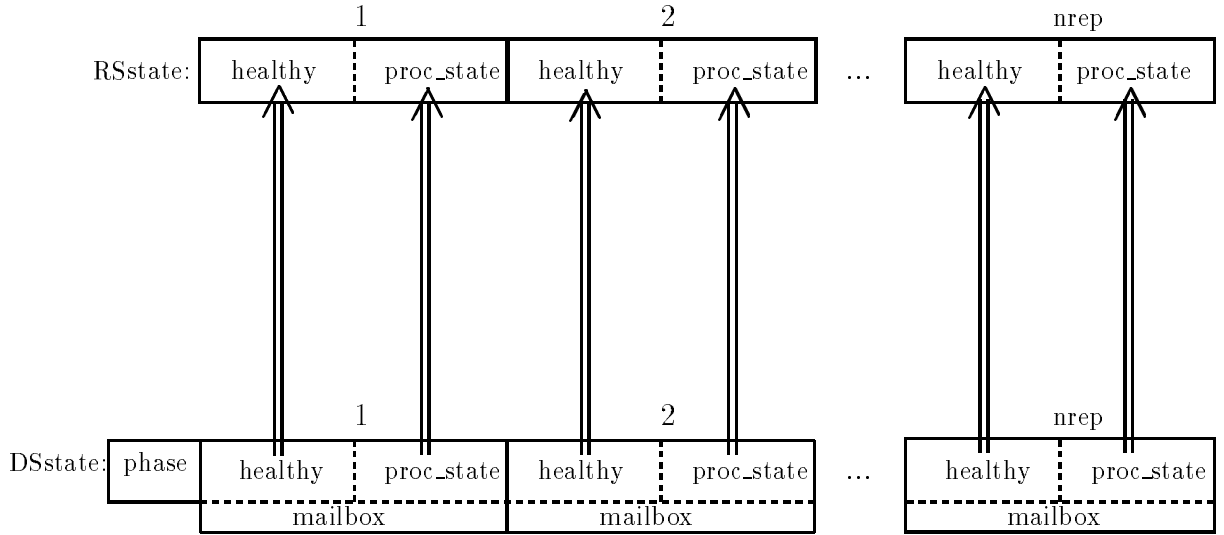 1 2 nrep
RSstate: healthy proc_state healthy proc_state ... healthy proc_state
1 2 nrep
DSstate: phase healthy proc_state healthy proc_state ... healthy proc_state
mailbox mailbox mailbox